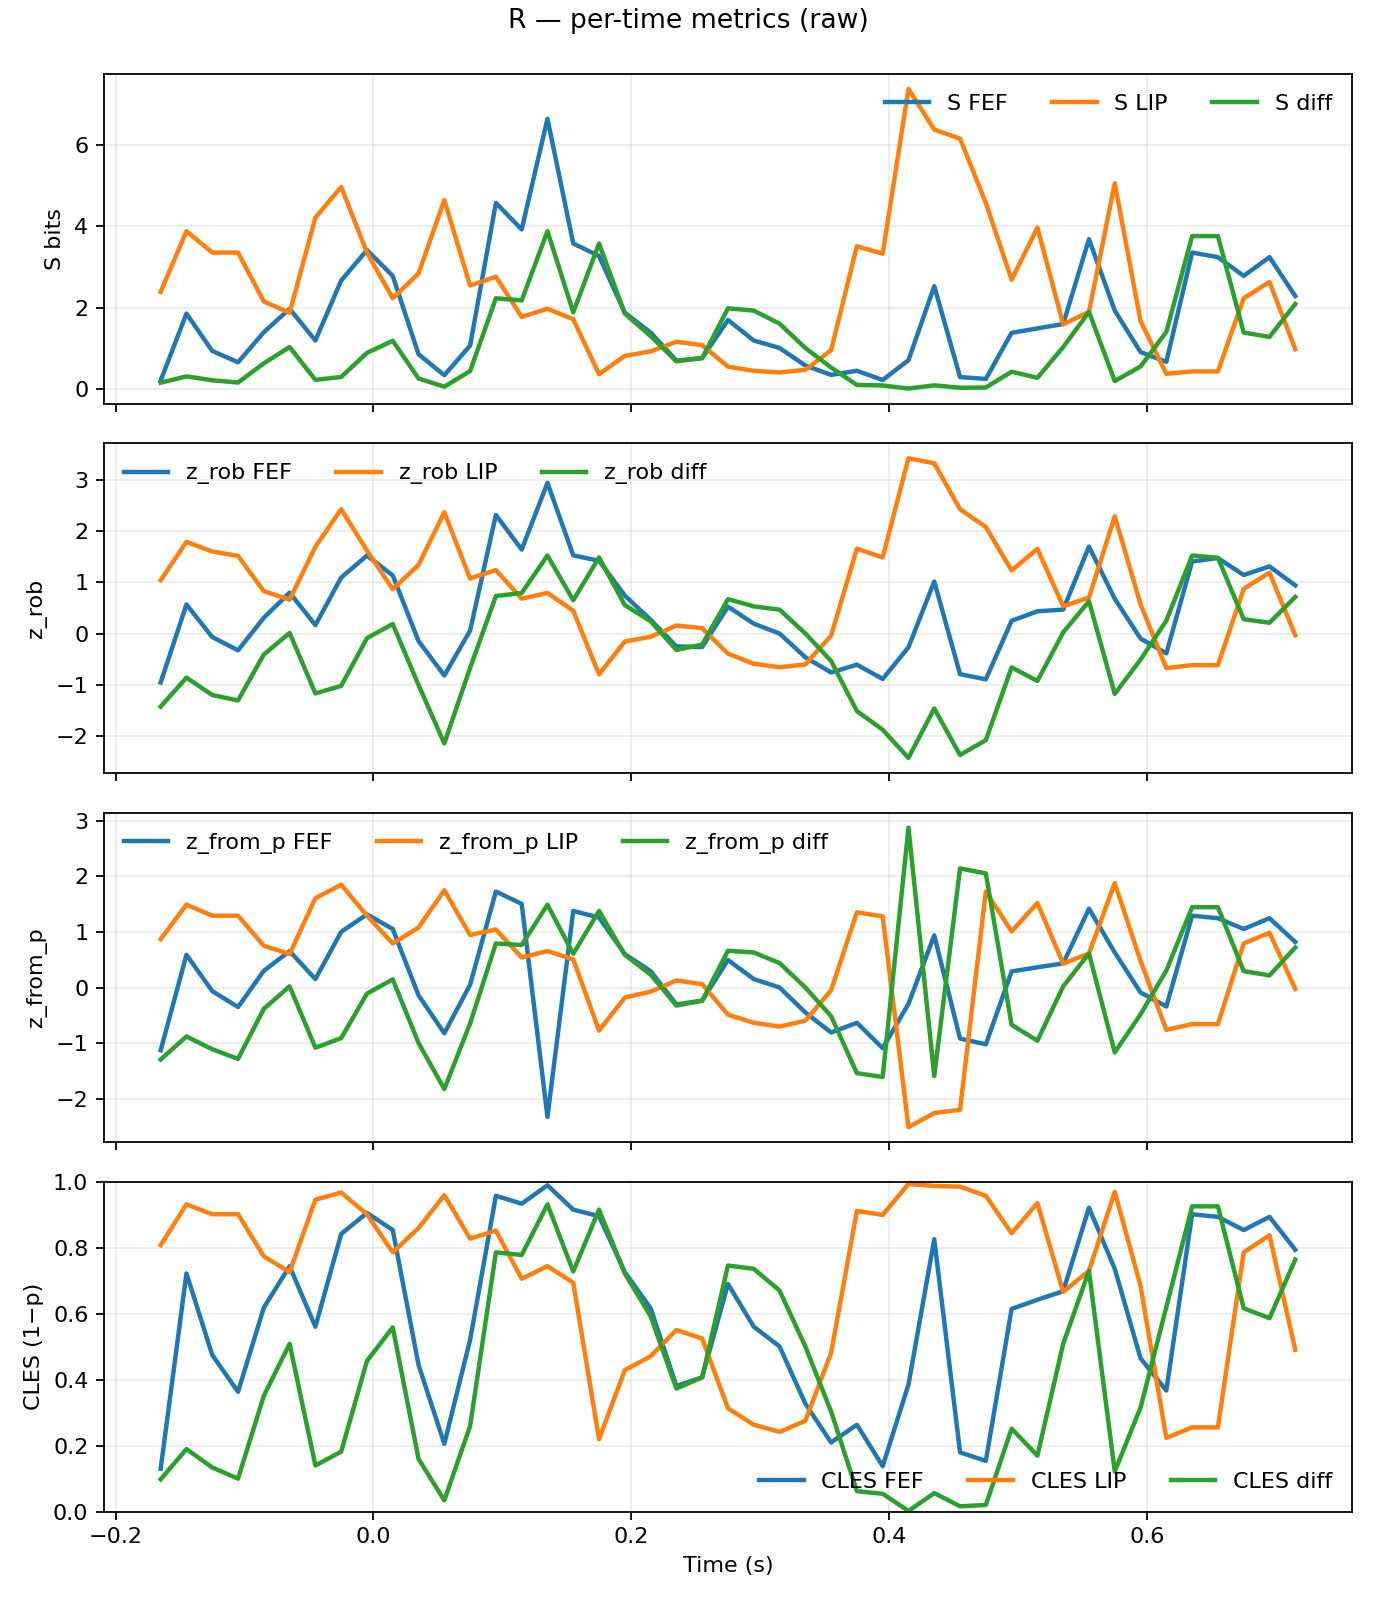 R — per-time metrics (raw)
S FEF S LIP S diff
S bits
6
4
2
0
z_rob FEF z_rob LIP z_rob diff
z_rob
3
2
1
0
−1
−2
z_from_p FEF z_from_p LIP z_from_p diff
z_from_p
3
2
1
0
−1
−2
CLES (1−p)
1.0
0.8
0.6
0.4
0.2
0.0
CLES FEF CLES LIP CLES diff
−0.2 0.0 0.2 0.4 0.6
Time (s)